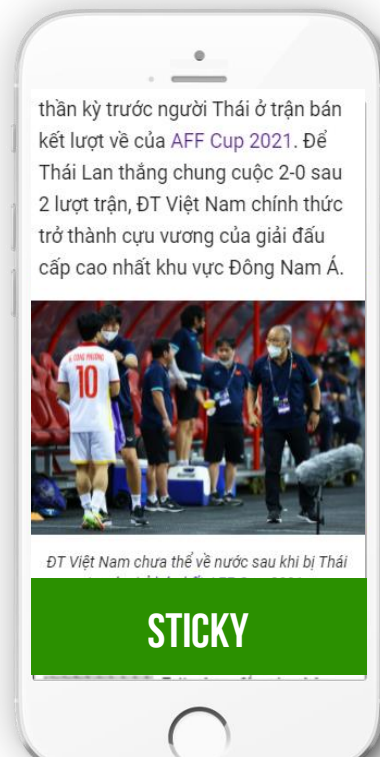 thần kỳ trước người Thái ở trận bán
kết lượt về của AFF Cup 2021. Để
Thái Lan thắng chung cuộc 2-0 sau
2 lượt trận, ĐT Việt Nam chính thức
trở thành cựu vương của giải đấu
cấp cao nhất khu vực Đông Nam Á.
10
ĐT Việt Nam chưa thể về nước sau khi bị Thái
STICKY